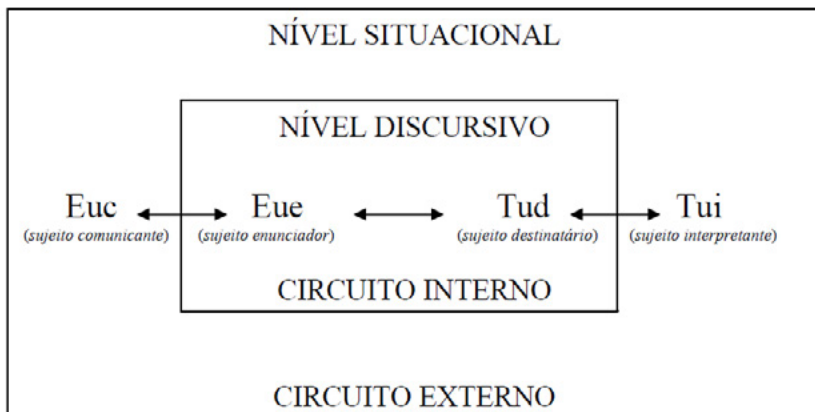 NÍVEL SITUACIONAL
NÍVEL DISCURSIVO
Euc Eue Tud Tui
(sujeito comunicante) (sujeito enunciador) (sujeito destinatário) (sujeito interpretante)
CIRCUITO INTERNO
CIRCUITO EXTERNO